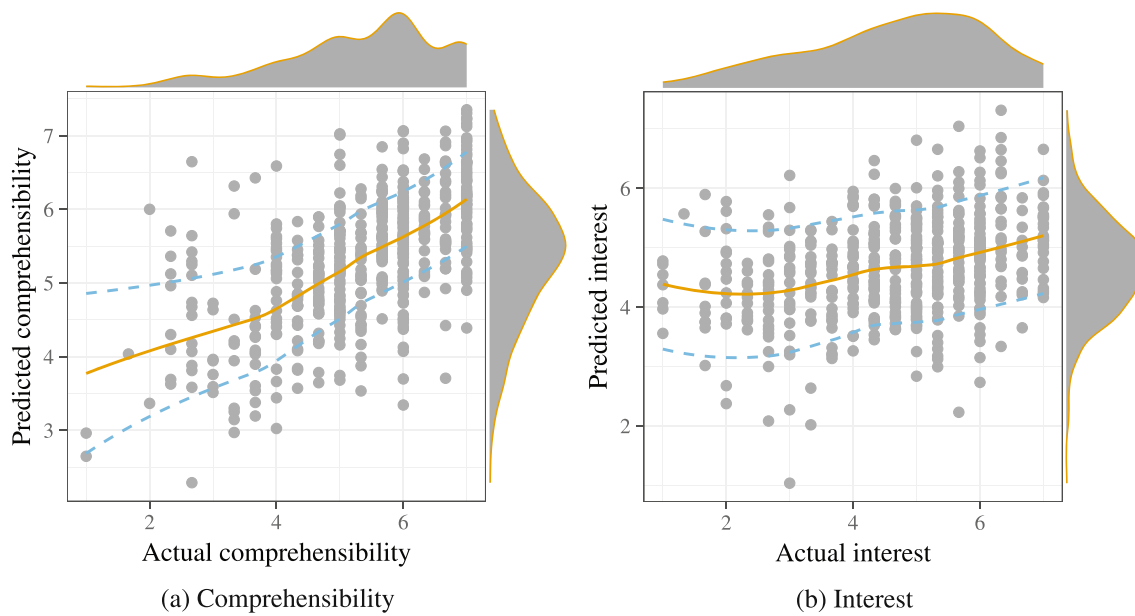 Predicted comprehensibility
7
6
5
4
3
2
4
6
Actual comprehensibility
(a) Comprehensibility
Predicted interest
6
4
2
2
4
6
Actual interest
(b) Interest